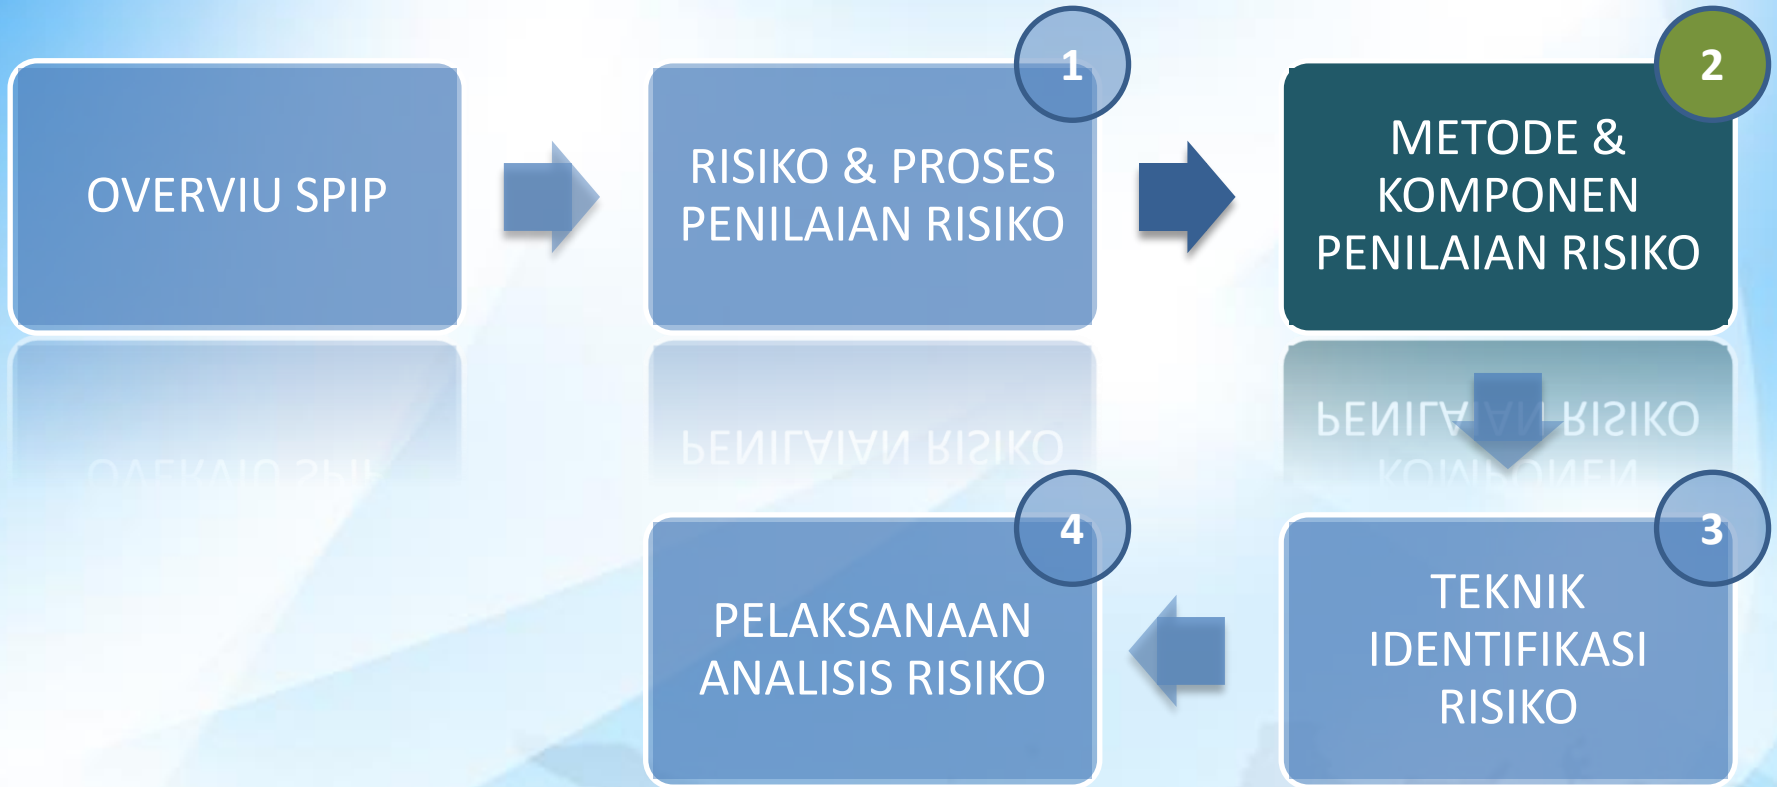 OVERVIU SPIP
1
RISIKO & PROSES
PENILAIAN RISIKO
2
METODE &
KOMPONEN
PENILAIAN RISIKO
3
TEKNIK
IDENTIFIKASI
RISIKO
4
PELAKSANAAN
ANALISIS RISIKO